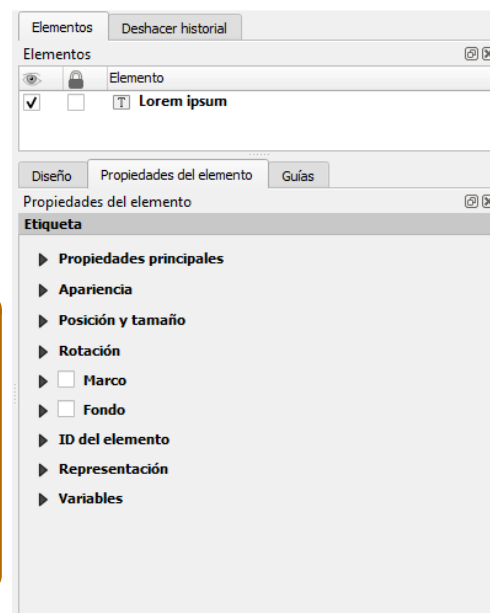 Elementos Deshacer historial
Elementos
Elemento
T Lorem ipsum
Diseño Propiedades del elemento Guías
Propiedades del elemento
Etiqueta
Propiedades principales
Apariencia
Posición y tamaño
Rotación
Marco
Fondo
ID del elemento
Representación
Variables